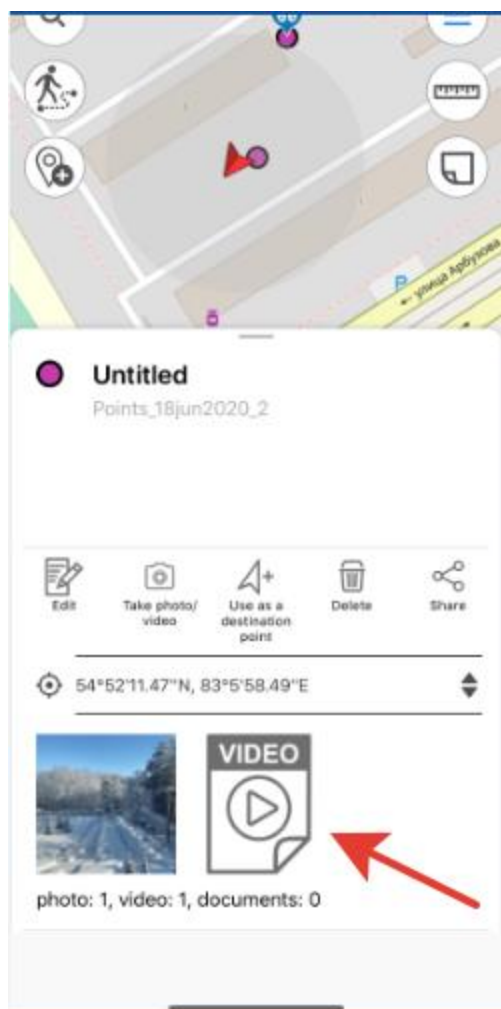 ← улица Арбузова
P
Untitled
Points_18jun2020_2
Edit
Take photo/
video
Use as a
destination
point
Delete
Share
54°52'11.47"N, 83°5'58.49"E
VIDEO
photo: 1, video: 1, documents: 0